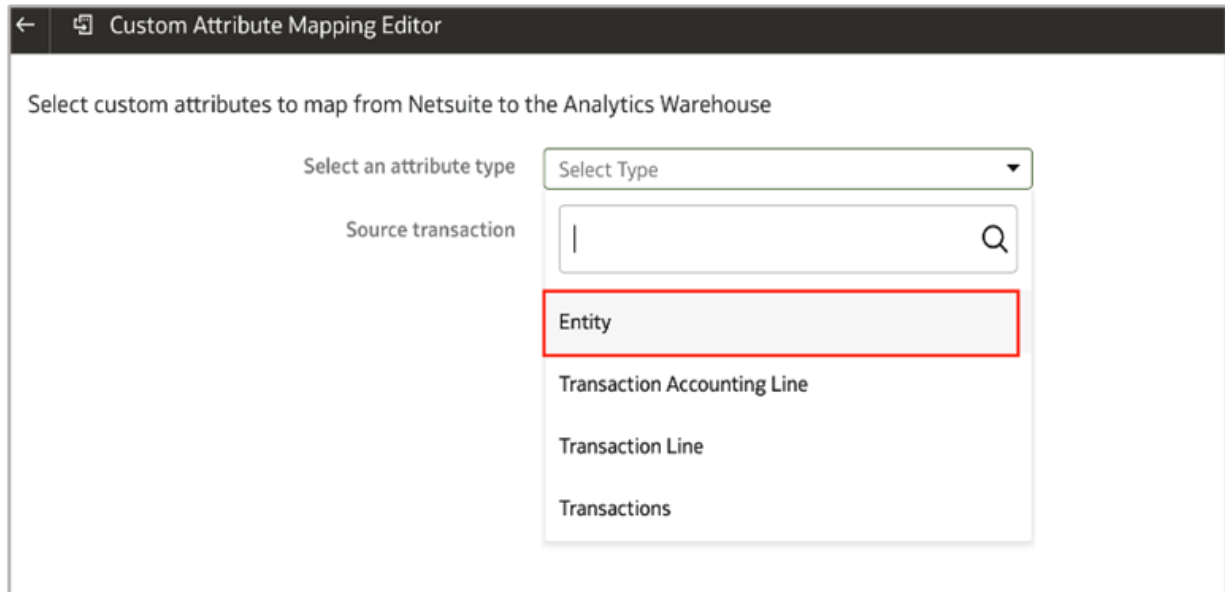 Custom Attribute Mapping Editor
Select custom attributes to map from Netsuite to the Analytics Warehouse
Select an attribute type
Select Type
Source transaction
Entity
Transaction Accounting Line
Transaction Line
Transactions